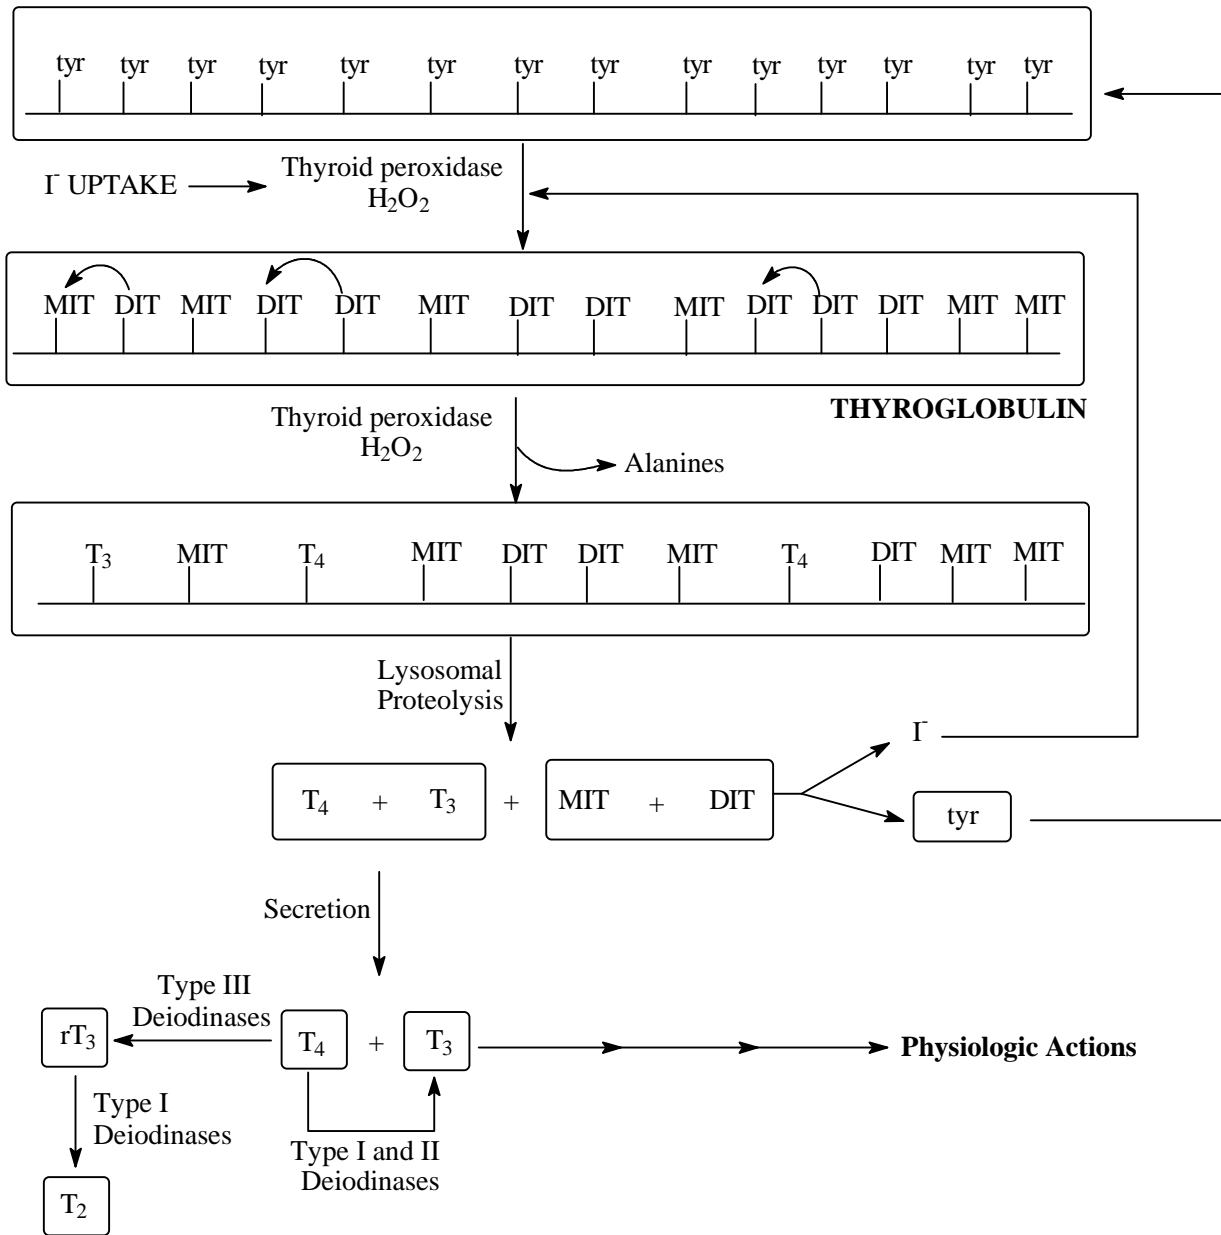 tyr tyr tyr tyr tyr tyr tyr tyr tyr tyr tyr tyr tyr tyr
I⁻ UPTAKE
Thyroid peroxidase
H₂O₂
MIT DIT MIT DIT DIT MIT DIT DIT MIT DIT DIT DIT MIT MIT
THYROGLOBULIN
Thyroid peroxidase
H₂O₂
Alanines
T₃ MIT T₄ MIT DIT DIT MIT T₄ DIT MIT MIT
Lysosomal
Proteolysis
I⁻
T₄ + T₃ + MIT + DIT
tyr
Secretion
Type III
Deiodinases
rT₃
T₄ + T₃
Physiologic Actions
Type I
Deiodinases
Type I and II
Deiodinases
T₂